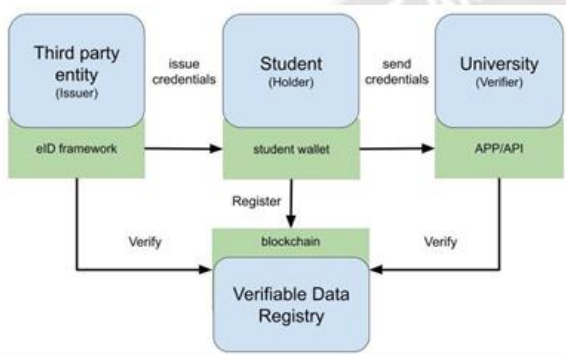 Third party
entity
(Issuer)
issue
credentials
Student
(Holder)
send
credentials
University
(Verifier)
eID framework
student wallet
APP/API
Register
Verify
blockchain
Verify
Verifiable Data
Registry